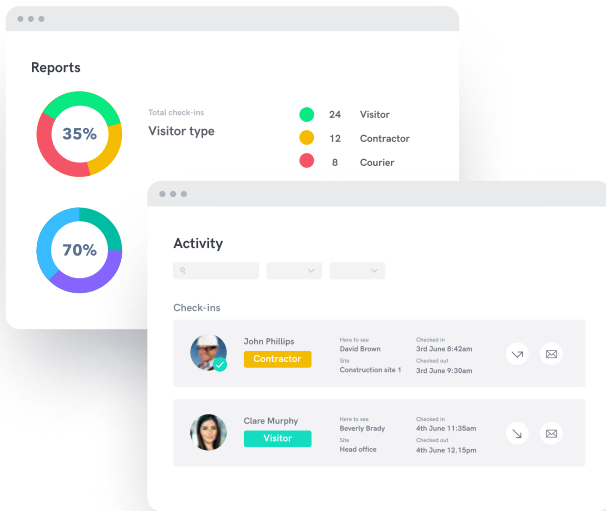 Reports
35%
Total check-ins
Visitor type
24 Visitor
12 Contractor
8 Courier
70%
Activity
Check-ins
John Phillips
Contractor
Here to see
David Brown
Site
Construction site 1
Checked in
3rd June 8:42am
Checked out
3rd June 9:30am
Clare Murphy
Visitor
Here to see
Beverly Brady
Site
Head office
Checked in
4th June 11:35am
Checked out
4th June 12.15pm